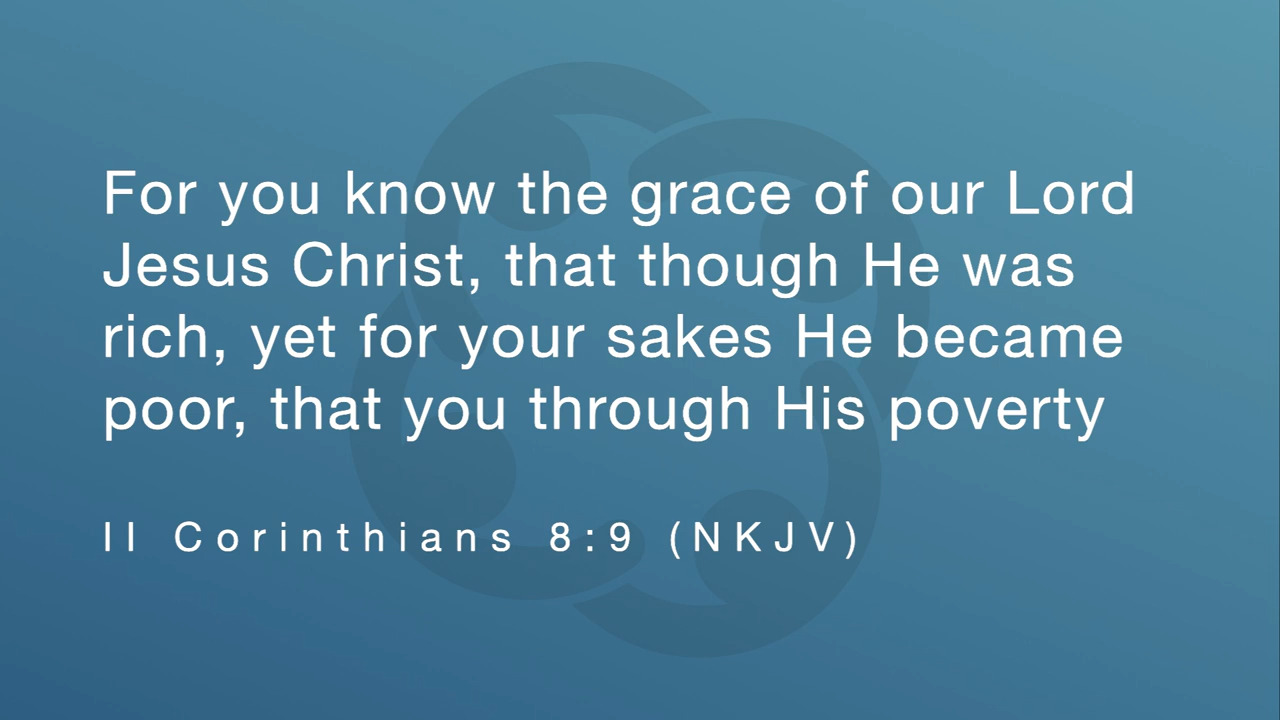 For you know the grace of our Lord
Jesus Christ, that though He was
rich, yet for your sakes He became
poor, that you through His poverty
II Corinthians 8:9 (NKJV)